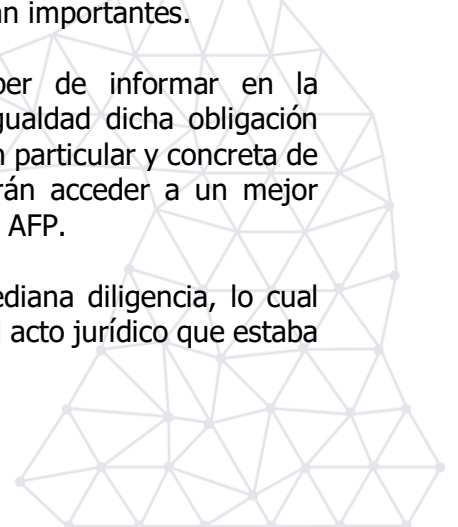 an importantes.
ber de informar en la
gualdad dicha obligación
n particular y concreta de
rán acceder a un mejor
AFP.
ediana diligencia, lo cual
acto jurídico que estaba